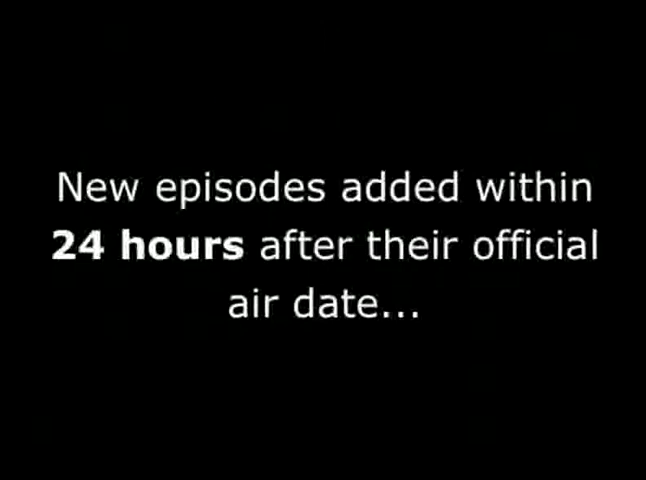 New episodes added within
24 hours after their official
air date...